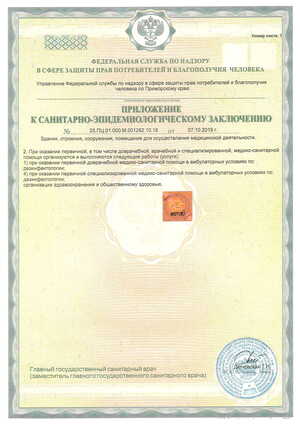 Номер листа: 1
ФЕДЕРАЛЬНАЯ СЛУЖБА ПО НАДЗОРУ
В СФЕРЕ ЗАЩИТЫ ПРАВ ПОТРЕБИТЕЛЕЙ И БЛАГОПОЛУЧИЯ ЧЕЛОВЕКА
Управление Федеральной службы по надзору в сфере защиты прав потребителей и благополучия
человека по Приморскому краю
ПРИЛОЖЕНИЕ
К САНИТАРНО-ЭПИДЕМИОЛОГИЧЕСКОМУ ЗАКЛЮЧЕНИЮ
№ 25.ПЦ.01.000.М.001262.10.19 от 07.10.2019 г.
Здания, строения, сооружения, помещения для осуществления медицинской деятельности.
2. При оказании первичной, в том числе доврачебной, врачебной и специализированной, медико-санитарной
помощи организуются и выполняются следующие работы (услуги):
1) при оказании первичной доврачебной медико-санитарной помощи в амбулаторных условиях по:
дезинфектологии;
4) при оказании первичной специализированной медико-санитарной помощи в амбулаторных условиях по:
дезинфектологии;
организации здравоохранения и общественному здоровью.
Главный государственный санитарный врач
(заместитель главного государственного санитарного врача)